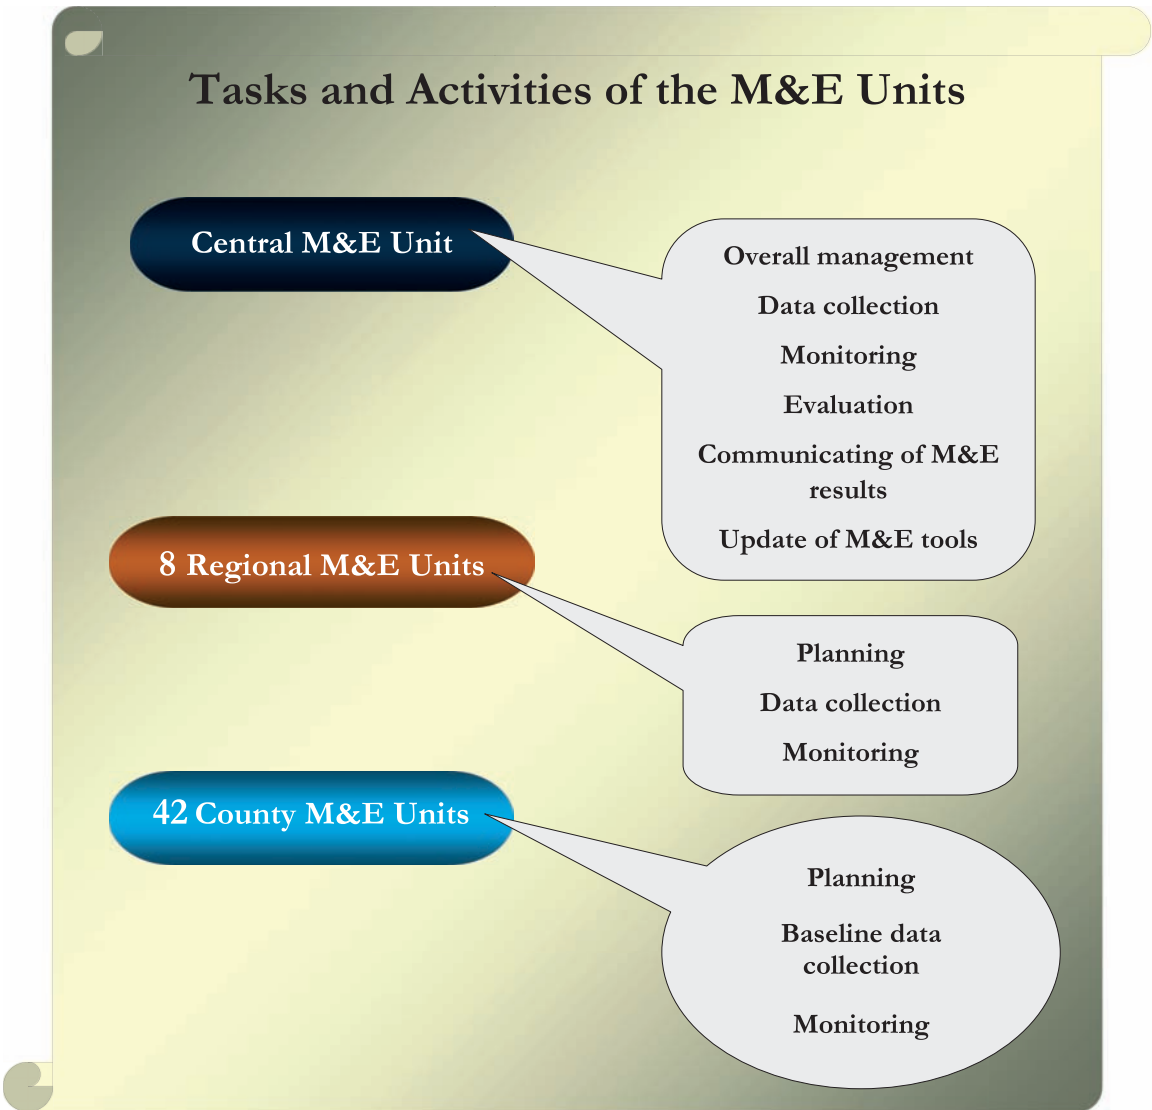 Tasks and Activities of the M&E Units
Central M&E Unit
Overall management
Data collection
Monitoring
Evaluation
Communicating of M&E
results
Update of M&E tools
8 Regional M&E Units
Planning
Data collection
Monitoring
42 County M&E Units
Planning
Baseline data
collection
Monitoring